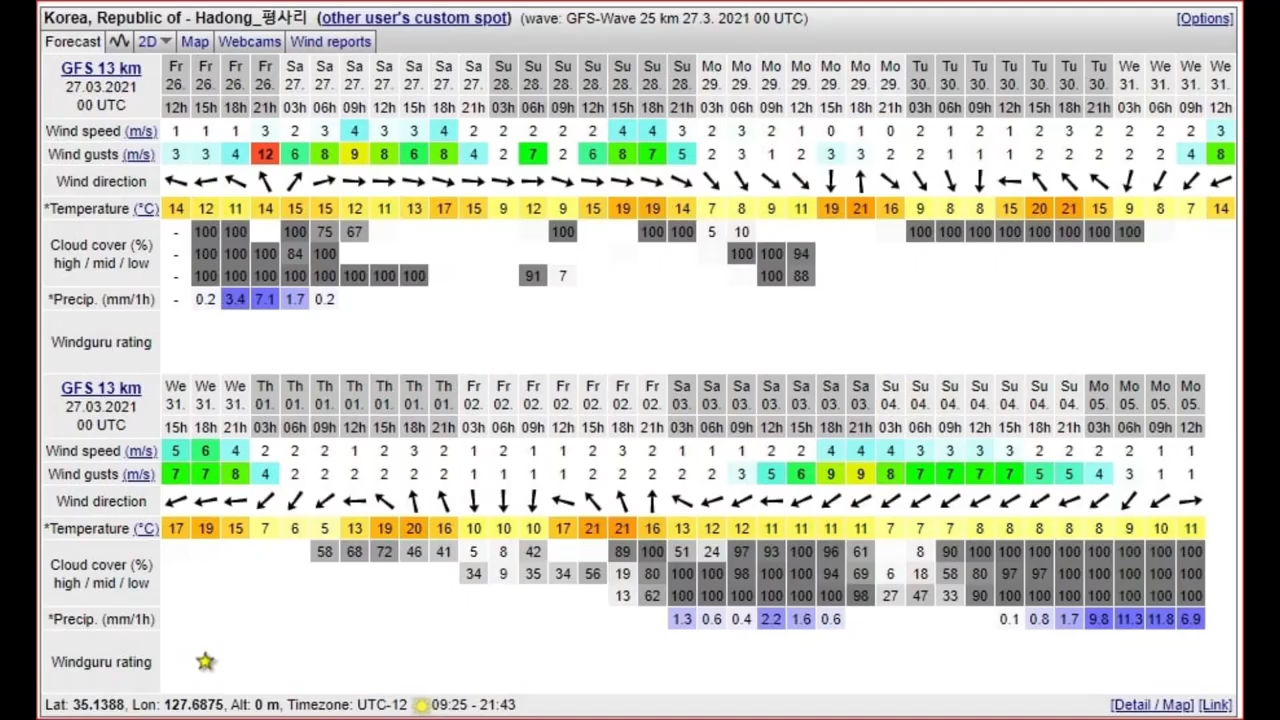 Korea, Republic of - Hadong_평사리 (other user's custom spot) (wave: GFS-Wave 25 km 27.3. 2021 00 UTC) [Options]
Forecast 2D Map Webcams Wind reports
GFS 13 km Fr Fr Fr Fr Sa Sa Sa Sa Sa Sa Sa Su Su Su Su Su Su Su Mo Mo Mo Mo Mo Mo Mo Tu Tu Tu Tu Tu Tu Tu We We We We
27.03.2021 26. 26. 26. 26. 27. 27. 27. 27. 27. 27. 27. 28. 28. 28. 28. 28. 28. 28. 29. 29. 29. 29. 29. 29. 29. 30. 30. 30. 30. 30. 30. 30. 31. 31. 31. 31.
00 UTC 12h 15h 18h 21h 03h 06h 09h 12h 15h 18h 21h 03h 06h 09h 12h 15h 18h 21h 03h 06h 09h 12h 15h 18h 21h 03h 06h 09h 12h 15h 18h 21h 03h 06h 09h 12h
Wind speed (m/s) 1 1 1 3 2 3 4 3 3 4 2 2 2 2 2 4 4 3 2 3 2 1 0 1 0 2 1 2 1 2 3 2 2 2 2 3
Wind gusts (m/s) 3 3 4 12 6 8 9 8 6 8 4 2 7 2 6 8 7 5 2 3 1 2 3 3 2 2 1 1 1 2 2 2 2 2 4 8
Wind direction
*Temperature (°C) 14 12 11 14 15 15 12 11 13 17 15 9 12 9 15 19 19 14 7 8 9 11 19 21 16 9 8 8 15 20 21 15 9 8 7 14
Cloud cover (%) - 100 100 100 75 67 100 100 100 5 10 100 100 100 100 100 100 100 100
high / mid / low - 100 100 100 84 100 100 100 94
- 100 100 100 100 100 100 100 100 91 7 100 88
*Precip. (mm/1h) - 0.2 3.4 7.1 1.7 0.2
Windguru rating
GFS 13 km We We We Th Th Th Th Th Th Th Fr Fr Fr Fr Fr Fr Fr Sa Sa Sa Sa Sa Sa Sa Su Su Su Su Su Su Su Mo Mo Mo Mo
27.03.2021 31. 31. 31. 01. 01. 01. 01. 01. 01. 01. 02. 02. 02. 02. 02. 02. 02. 03. 03. 03. 03. 03. 03. 03. 04. 04. 04. 04. 04. 04. 04. 05. 05. 05. 05.
00 UTC 15h 18h 21h 03h 06h 09h 12h 15h 18h 21h 03h 06h 09h 12h 15h 18h 21h 03h 06h 09h 12h 15h 18h 21h 03h 06h 09h 12h 15h 18h 21h 03h 06h 09h 12h
Wind speed (m/s) 5 6 4 2 2 2 1 2 3 2 1 1 1 1 2 3 2 1 1 2 2 2 4 4 4 3 3 3 3 2 2 2 2 1 1
Wind gusts (m/s) 7 7 8 4 2 2 2 2 2 2 1 1 1 1 2 2 2 2 2 3 5 6 9 9 8 7 7 7 7 5 5 4 3 1 1
Wind direction
*Temperature (°C) 17 19 15 7 6 5 13 19 20 16 10 10 10 17 21 21 16 13 12 12 11 11 11 11 7 7 7 8 8 8 8 8 9 10 11
Cloud cover (%) 58 68 72 46 41 5 8 42 89 100 51 24 97 93 100 96 61 8 90 100 100 100 100 100 100 100 100
high / mid / low 34 9 35 34 56 19 80 100 100 98 100 100 94 69 6 18 58 80 97 97 100 100 100 100 100
13 62 100 100 100 100 100 100 98 27 47 33 90 100 100 100 100 100 100 100
*Precip. (mm/1h) 1.3 0.6 0.4 2.2 1.6 0.6 0.1 0.8 1.7 9.8 11.3 11.8 6.9
Windguru rating
Lat: 35.1388, Lon: 127.6875, Alt: 0 m, Timezone: UTC-12 09:25 - 21:43 [Detail / Map] [Link]